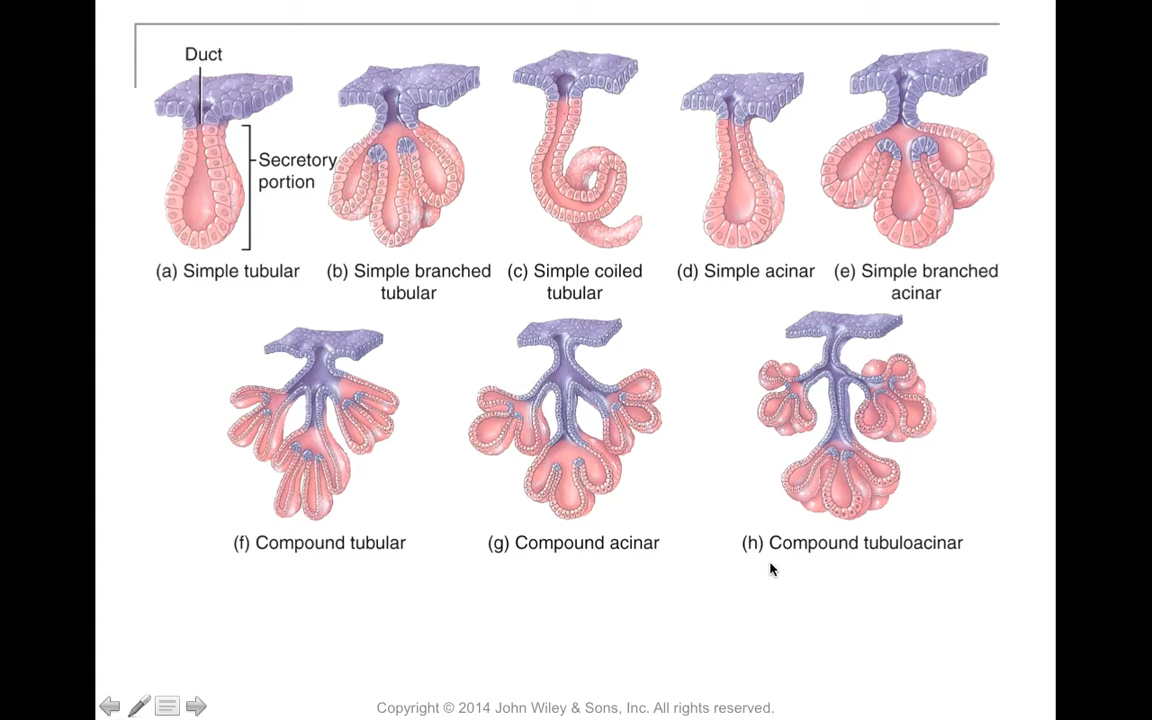 Duct
Secretory
portion
(a) Simple tubular
(b) Simple branched
tubular
(c) Simple coiled
tubular
(d) Simple acinar
(e) Simple branched
acinar
(f) Compound tubular
(g) Compound acinar
(h) Compound tubuloacinar
Copyright © 2014 John Wiley & Sons, Inc. All rights reserved.